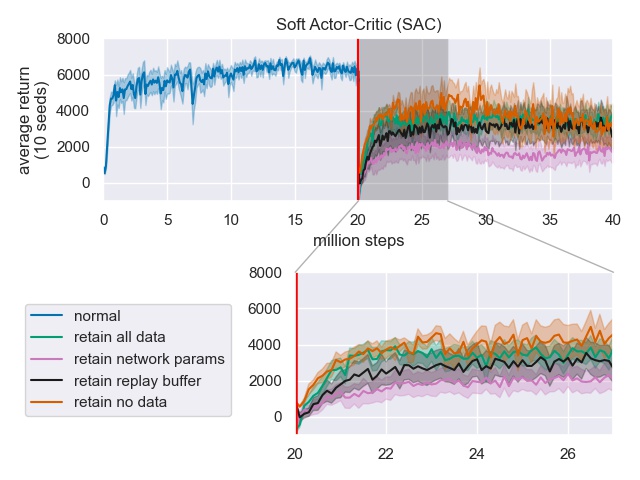 Soft Actor-Critic (SAC)
8000
6000
4000
2000
0
average return
(10 seeds)
0 5 10 15 20 25 30 35 40
million steps
8000
6000
4000
2000
0
20 22 24 26
normal
retain all data
retain network params
retain replay buffer
retain no data